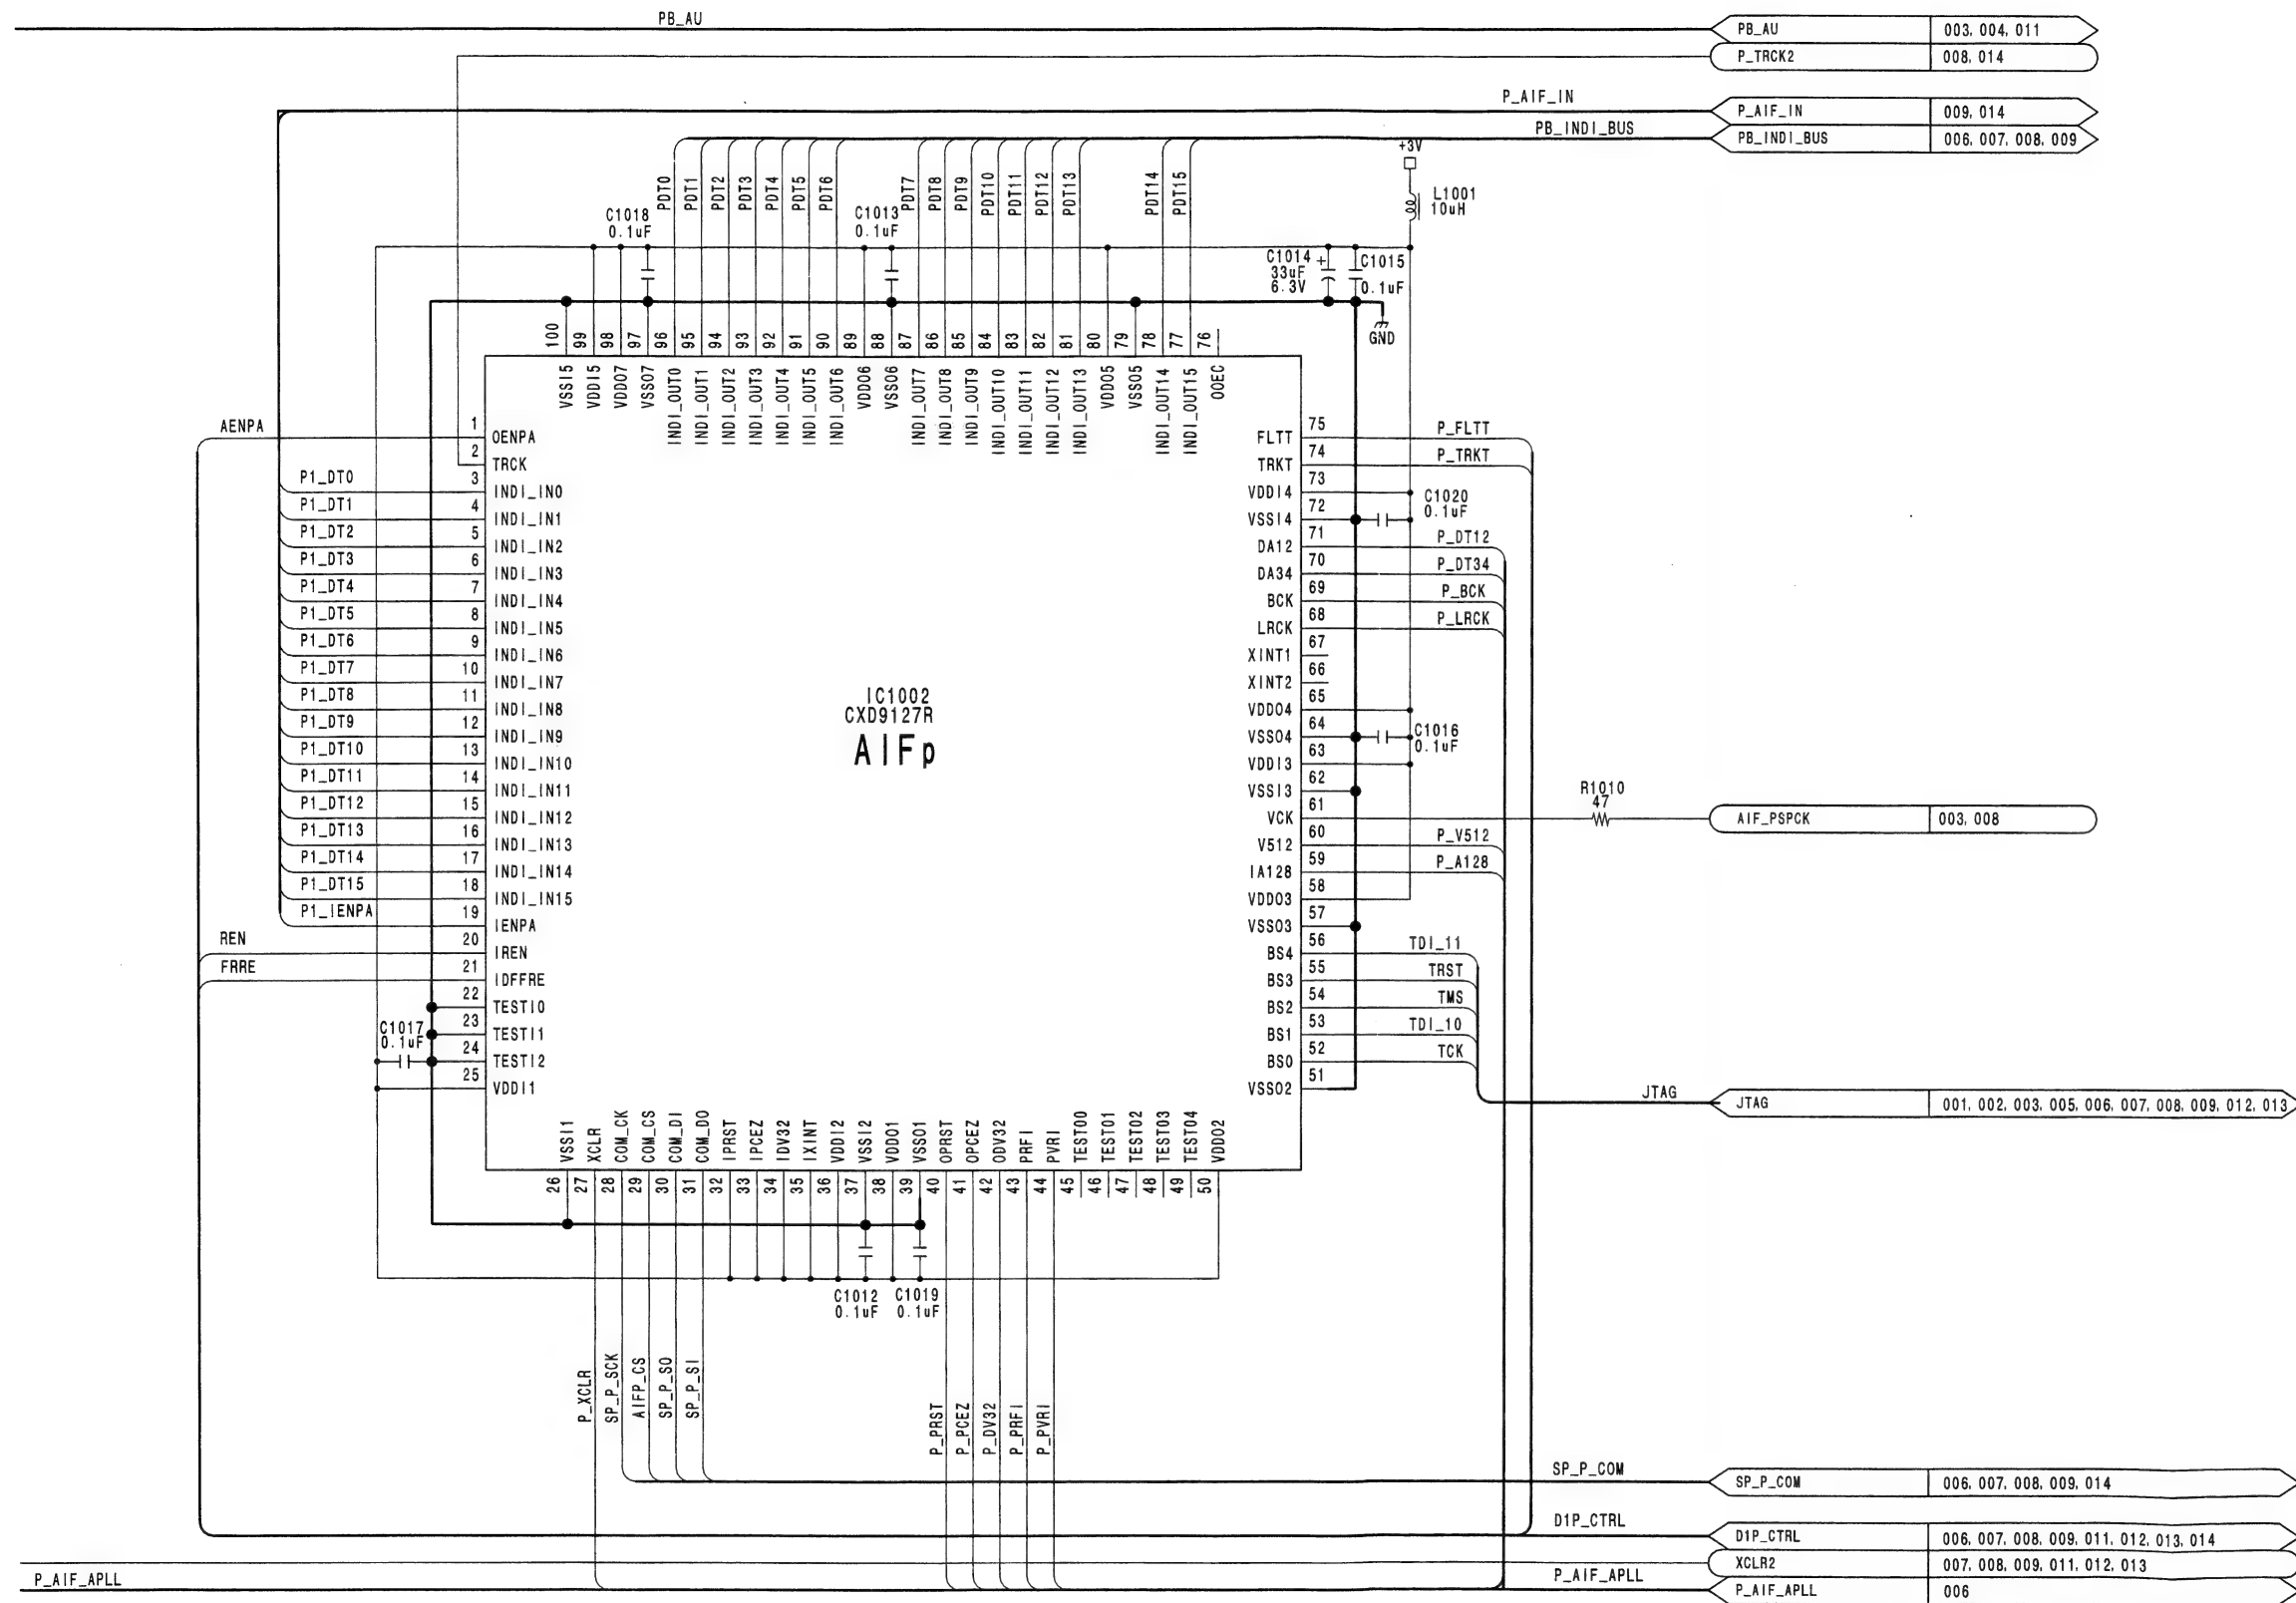 PB_AU
PB_AU 003, 004, 011
P_TRCK2 008, 014
P_AIF_IN
P_AIF_IN 009, 014
PB_INDI_BUS
PB_INDI_BUS 006, 007, 008, 009
+3V
L1001
10uH
PDT0
PDT1
PDT2
PDT3
PDT4
PDT5
PDT6
PDT7
PDT8
PDT9
PDT10
PDT11
PDT12
PDT13
PDT14
PDT15
C1018
0.1uF
C1013
0.1uF
C1014
+
33uF
6.3V
C1015
0.1uF
GND
100 VSSI5
99 VDDI5
98 VDDO7
97 VSSO7
96 INDI_OUT0
95 INDI_OUT1
94 INDI_OUT2
93 INDI_OUT3
92 INDI_OUT4
91 INDI_OUT5
90 INDI_OUT6
89 VDDO6
88 VSSO6
87 INDI_OUT7
86 INDI_OUT8
85 INDI_OUT9
84 INDI_OUT10
83 INDI_OUT11
82 INDI_OUT12
81 INDI_OUT13
80 VDDO5
79 VSSO5
78 INDI_OUT14
77 INDI_OUT15
76 OOEC
AENPA 1 OENPA
2 TRCK
P1_DT0 3 INDI_IN0
P1_DT1 4 INDI_IN1
P1_DT2 5 INDI_IN2
P1_DT3 6 INDI_IN3
P1_DT4 7 INDI_IN4
P1_DT5 8 INDI_IN5
P1_DT6 9 INDI_IN6
P1_DT7 10 INDI_IN7
P1_DT8 11 INDI_IN8
P1_DT9 12 INDI_IN9
P1_DT10 13 INDI_IN10
P1_DT11 14 INDI_IN11
P1_DT12 15 INDI_IN12
P1_DT13 16 INDI_IN13
P1_DT14 17 INDI_IN14
P1_DT15 18 INDI_IN15
P1_IENPA 19 IENPA
REN 20 IREN
FRRE 21 IDFFRE
22 TESTI0
23 TESTI1
24 TESTI2
25 VDDI1
C1017
0.1uF
IC1002
CXD9127R
AIFp
FLTT 75 P_FLTT
TRKT 74 P_TRKT
VDDI4 73
VSSI4 72
C1020
0.1uF
DA12 71 P_DT12
DA34 70 P_DT34
BCK 69 P_BCK
LRCK 68 P_LRCK
XINT1 67
XINT2 66
VDDO4 65
VSSO4 64
C1016
0.1uF
VDDI3 63
VSSI3 62
VCK 61
R1010
47
AIF_PSPCK 003, 008
V512 60 P_V512
IA128 59 P_A128
VDDO3 58
VSSO3 57
BS4 56 TDI_11
BS3 55 TRST
BS2 54 TMS
BS1 53 TDI_10
BS0 52 TCK
VSSO2 51
JTAG
JTAG 001, 002, 003, 005, 006, 007, 008, 009, 012, 013
26 VSSI1
27 XCLR
28 COM_CK
29 COM_CS
30 COM_DI
31 COM_DO
32 IPRST
33 IPCEZ
34 IDV32
35 IXINT
36 VDDI2
37 VSSI2
38 VDDO1
39 VSSO1
40 OPRST
41 OPCEZ
42 ODV32
43 PRFI
44 PVRI
45 TESTO0
46 TESTO1
47 TESTO2
48 TESTO3
49 TESTO4
50 VDDO2
C1012
0.1uF
C1019
0.1uF
P_XCLR
SP_P_SCK
AIFP_CS
SP_P_SO
SP_P_SI
P_PRST
P_PCEZ
P_DV32
P_PRFI
P_PVRI
SP_P_COM
SP_P_COM 006, 007, 008, 009, 014
D1P_CTRL
D1P_CTRL 006, 007, 008, 009, 011, 012, 013, 014
XCLR2 007, 008, 009, 011, 012, 013
P_AIF_APLL
P_AIF_APLL
P_AIF_APLL 006